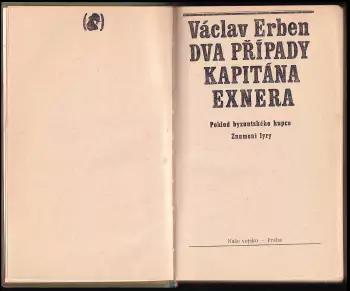 Václav Erben
DVA PŘÍPADY
KAPITÁNA
EXNERA
Poklad byzantského kupce
Znamení lyry
Naše vojsko – Praha